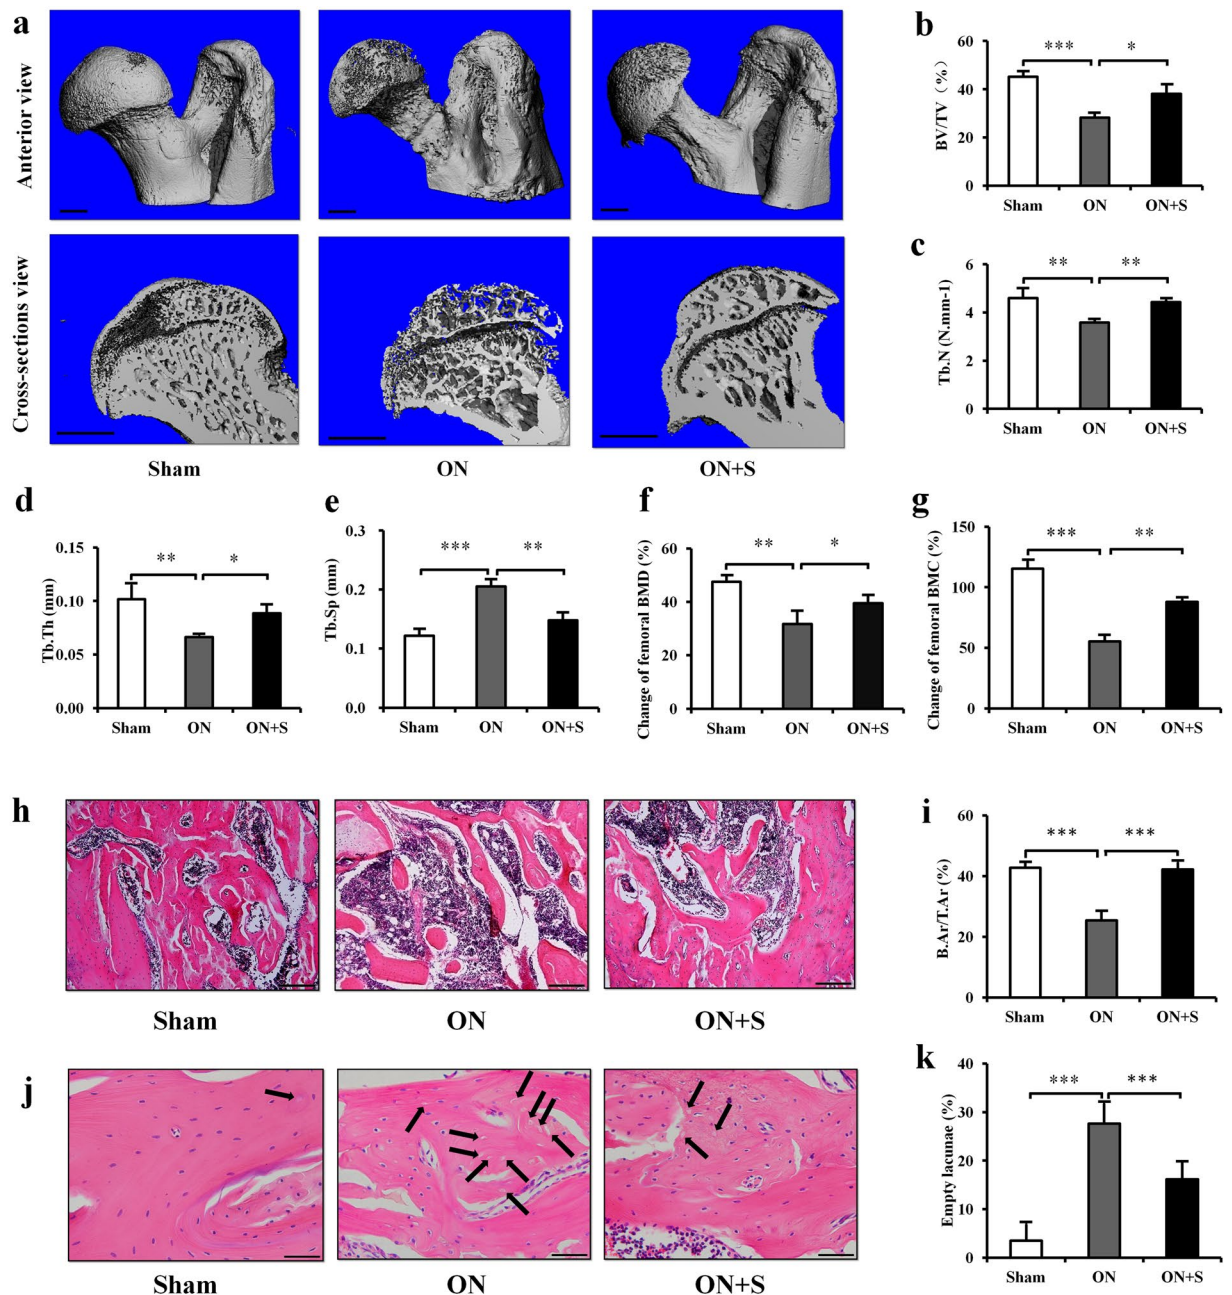 a
Anterior view
Cross-sections view
Sham
ON
ON+S
b
BV/TV (%)
60
40
20
0
***
*
Sham
ON
ON+S
c
Tb.N (N.mm-1)
6
4
2
0
**
**
Sham
ON
ON+S
d
Tb.Th (mm)
0.15
0.10
0.05
0.00
**
*
Sham
ON
ON+S
e
Tb.Sp (mm)
0.3
0.2
0.1
0.0
***
**
Sham
ON
ON+S
f
Change of femoral BMD (%)
60
40
20
0
**
*
Sham
ON
ON+S
g
Change of femoral BMC (%)
150
100
50
0
***
**
Sham
ON
ON+S
h
Sham
ON
ON+S
i
B.Ar/T.Ar (%)
60
40
20
0
***
***
Sham
ON
ON+S
j
Sham
ON
ON+S
k
Empty lacunae (%)
40
30
20
10
0
***
***
Sham
ON
ON+S